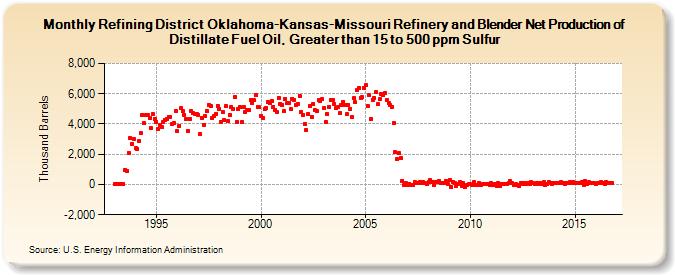 Monthly Refining District Oklahoma-Kansas-Missouri Refinery and Blender Net Production of
Distillate Fuel Oil, Greater than 15 to 500 ppm Sulfur
Thousand Barrels
8,000
6,000
4,000
2,000
0
-2,000
1995
2000
2005
2010
2015
Source: U.S. Energy Information Administration